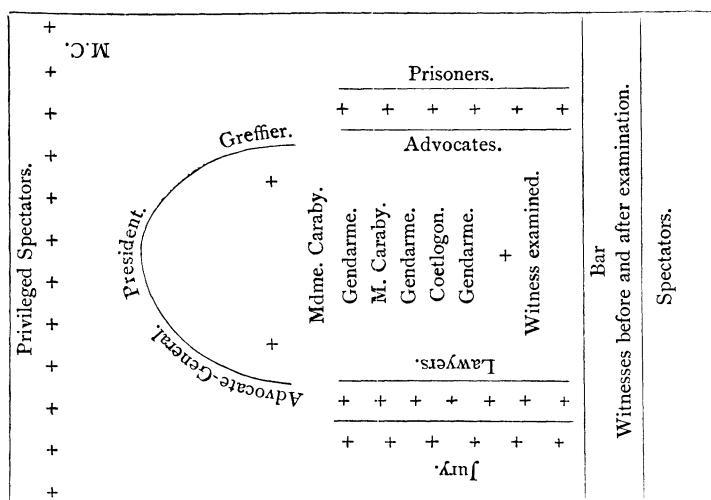 M.C.
Privileged Spectators.
Greffier.
President.
Advocate-General.
Prisoners.
Advocates.
Mdme. Caraby.
Gendarme.
M. Caraby.
Gendarme.
Coetlogon.
Gendarme.
Witness examined.
Lawyers.
Jury.
Bar
Witnesses before and after examination.
Spectators.